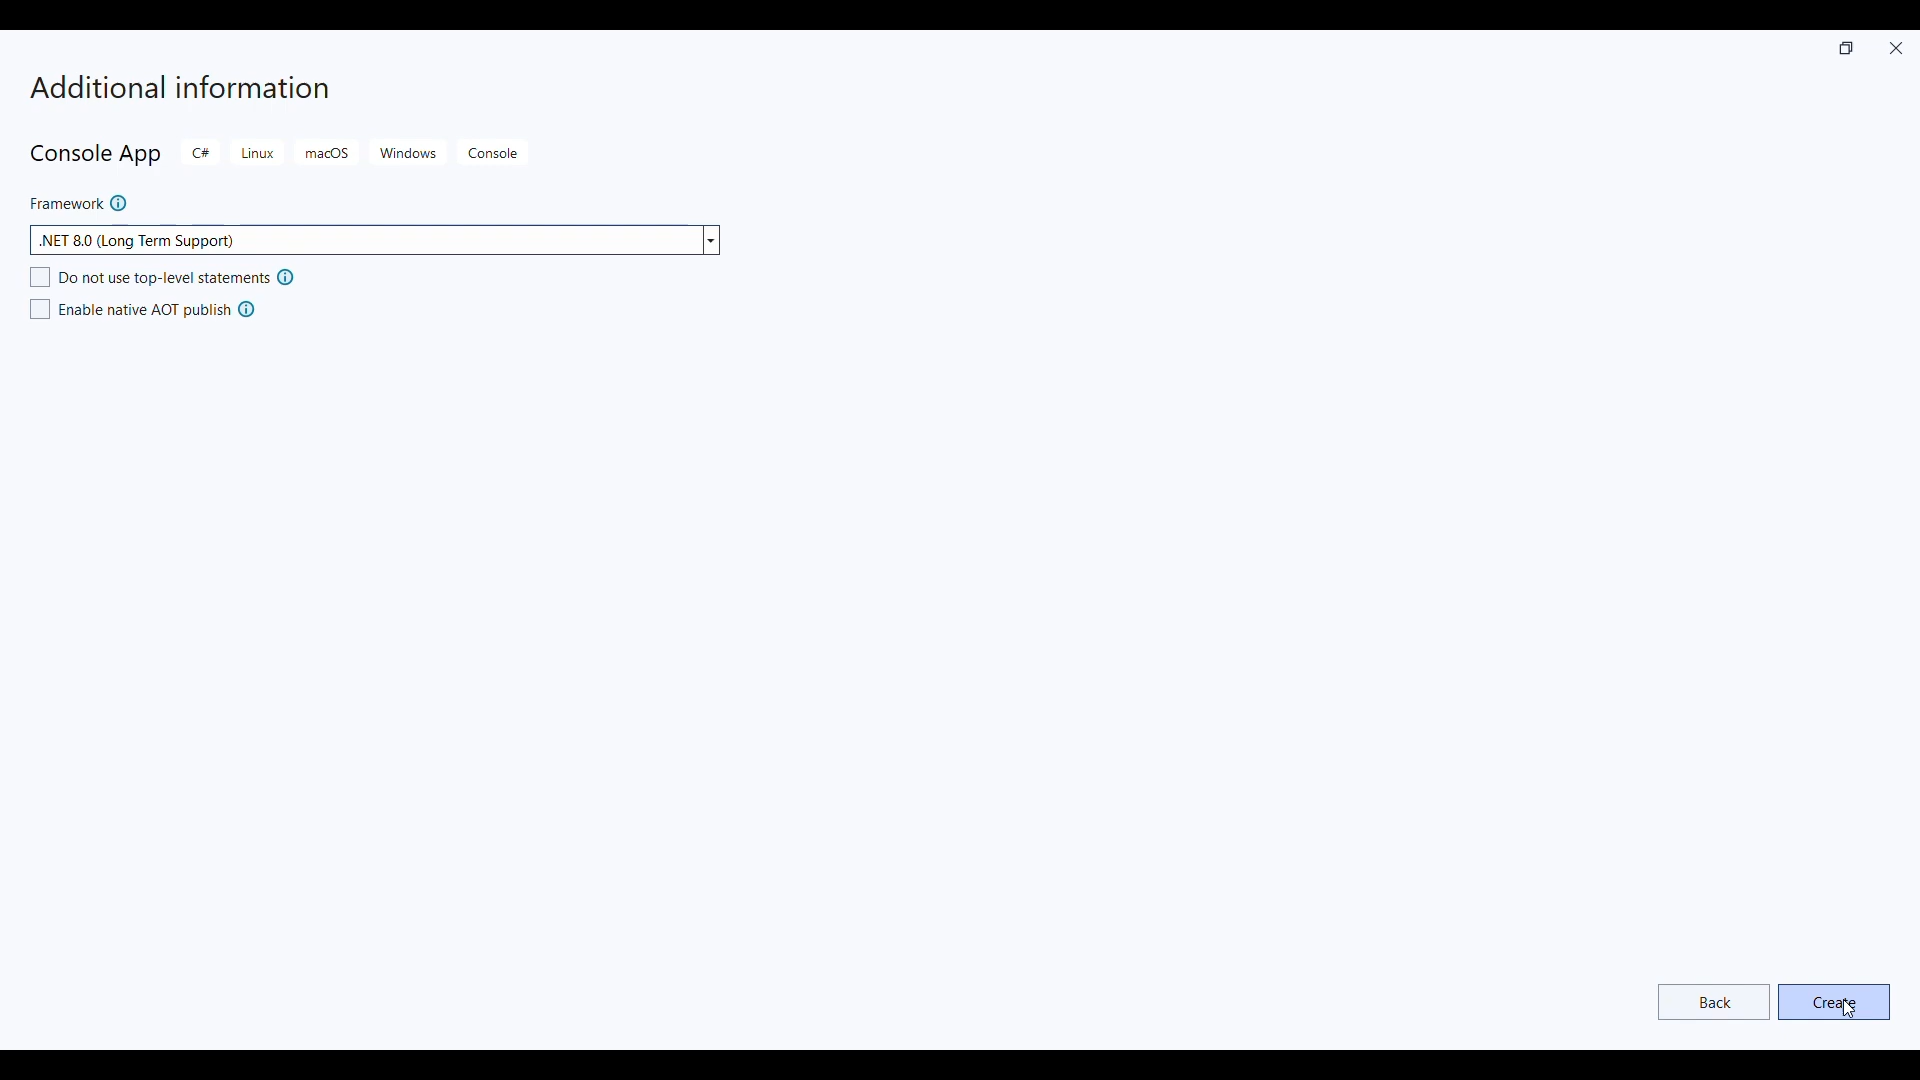 Additional information
Console App C# Linux macOS Windows Console
Framework
.NET 8.0 (Long Term Support)
Do not use top-level statements
Enable native AOT publish
Back Create